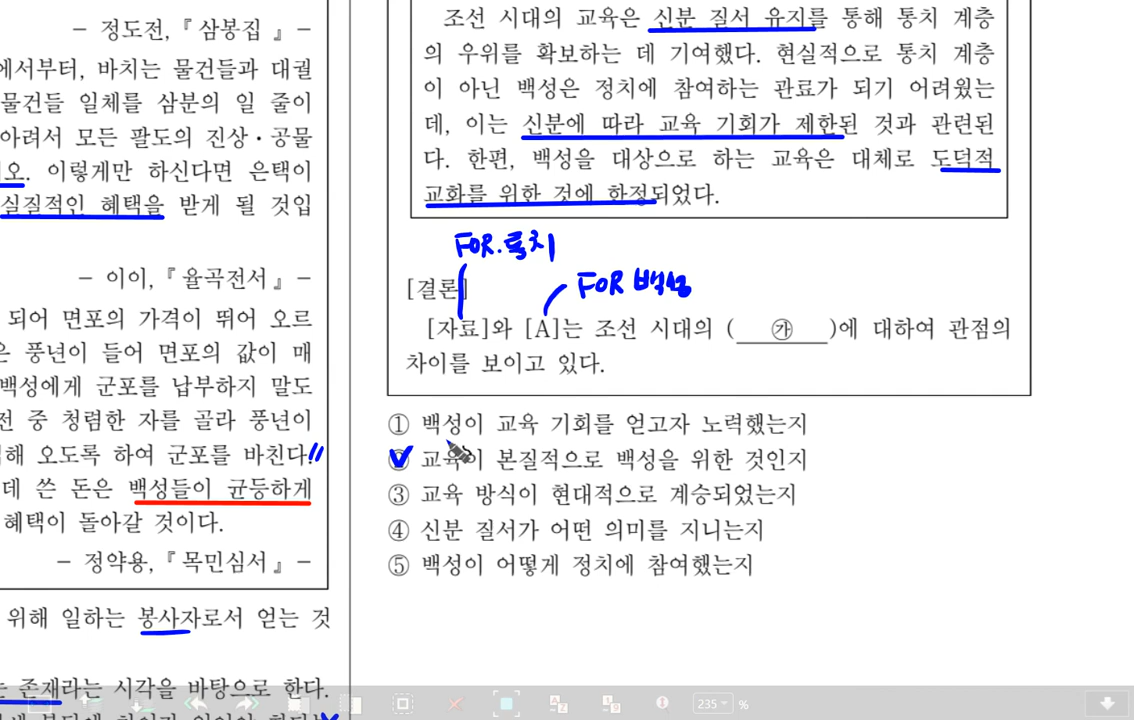 – 정도전, 『 삼봉집 』 –
에서부터, 바치는 물건들과 대궐
물건들 일체를 삼분의 일 줄이
아려서 모든 팔도의 진상·공물
오. 이렇게만 하신다면 은택이
실질적인 혜택을 받게 될 것입
– 이이, 『 율곡전서 』 –
되어 면포의 가격이 뛰어 오르
은 풍년이 들어 면포의 값이 매
백성에게 군포를 납부하지 말도
전 중 청렴한 자를 골라 풍년이
해 오도록 하여 군포를 바친다.
데 쓴 돈은 백성들이 균등하게
혜택이 돌아갈 것이다.
– 정약용, 『 목민심서 』 –
위해 일하는 봉사자로서 얻는 것
는 존재라는 시각을 바탕으로 한다.
조선 시대의 교육은 신분 질서 유지를 통해 통치 계층
의 우위를 확보하는 데 기여했다. 현실적으로 통치 계층
이 아닌 백성은 정치에 참여하는 관료가 되기 어려웠는
데, 이는 신분에 따라 교육 기회가 제한된 것과 관련된
다. 한편, 백성을 대상으로 하는 교육은 대체로 도덕적
교화를 위한 것에 한정되었다.
FOR.통치
[결론]
FOR 백성
[자료]와 [A]는 조선 시대의 ( ㉮ )에 대하여 관점의
차이를 보이고 있다.
① 백성이 교육 기회를 얻고자 노력했는지
② 교육이 본질적으로 백성을 위한 것인지
③ 교육 방식이 현대적으로 계승되었는지
④ 신분 질서가 어떤 의미를 지니는지
⑤ 백성이 어떻게 정치에 참여했는지
235 %